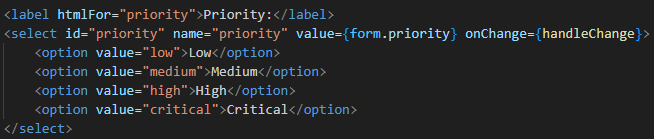 <label htmlFor="priority">Priority:</label>
<select id="priority" name="priority" value={form.priority} onChange={handleChange}>
    <option value="low">Low</option>
    <option value="medium">Medium</option>
    <option value="high">High</option>
    <option value="critical">Critical</option>
</select>